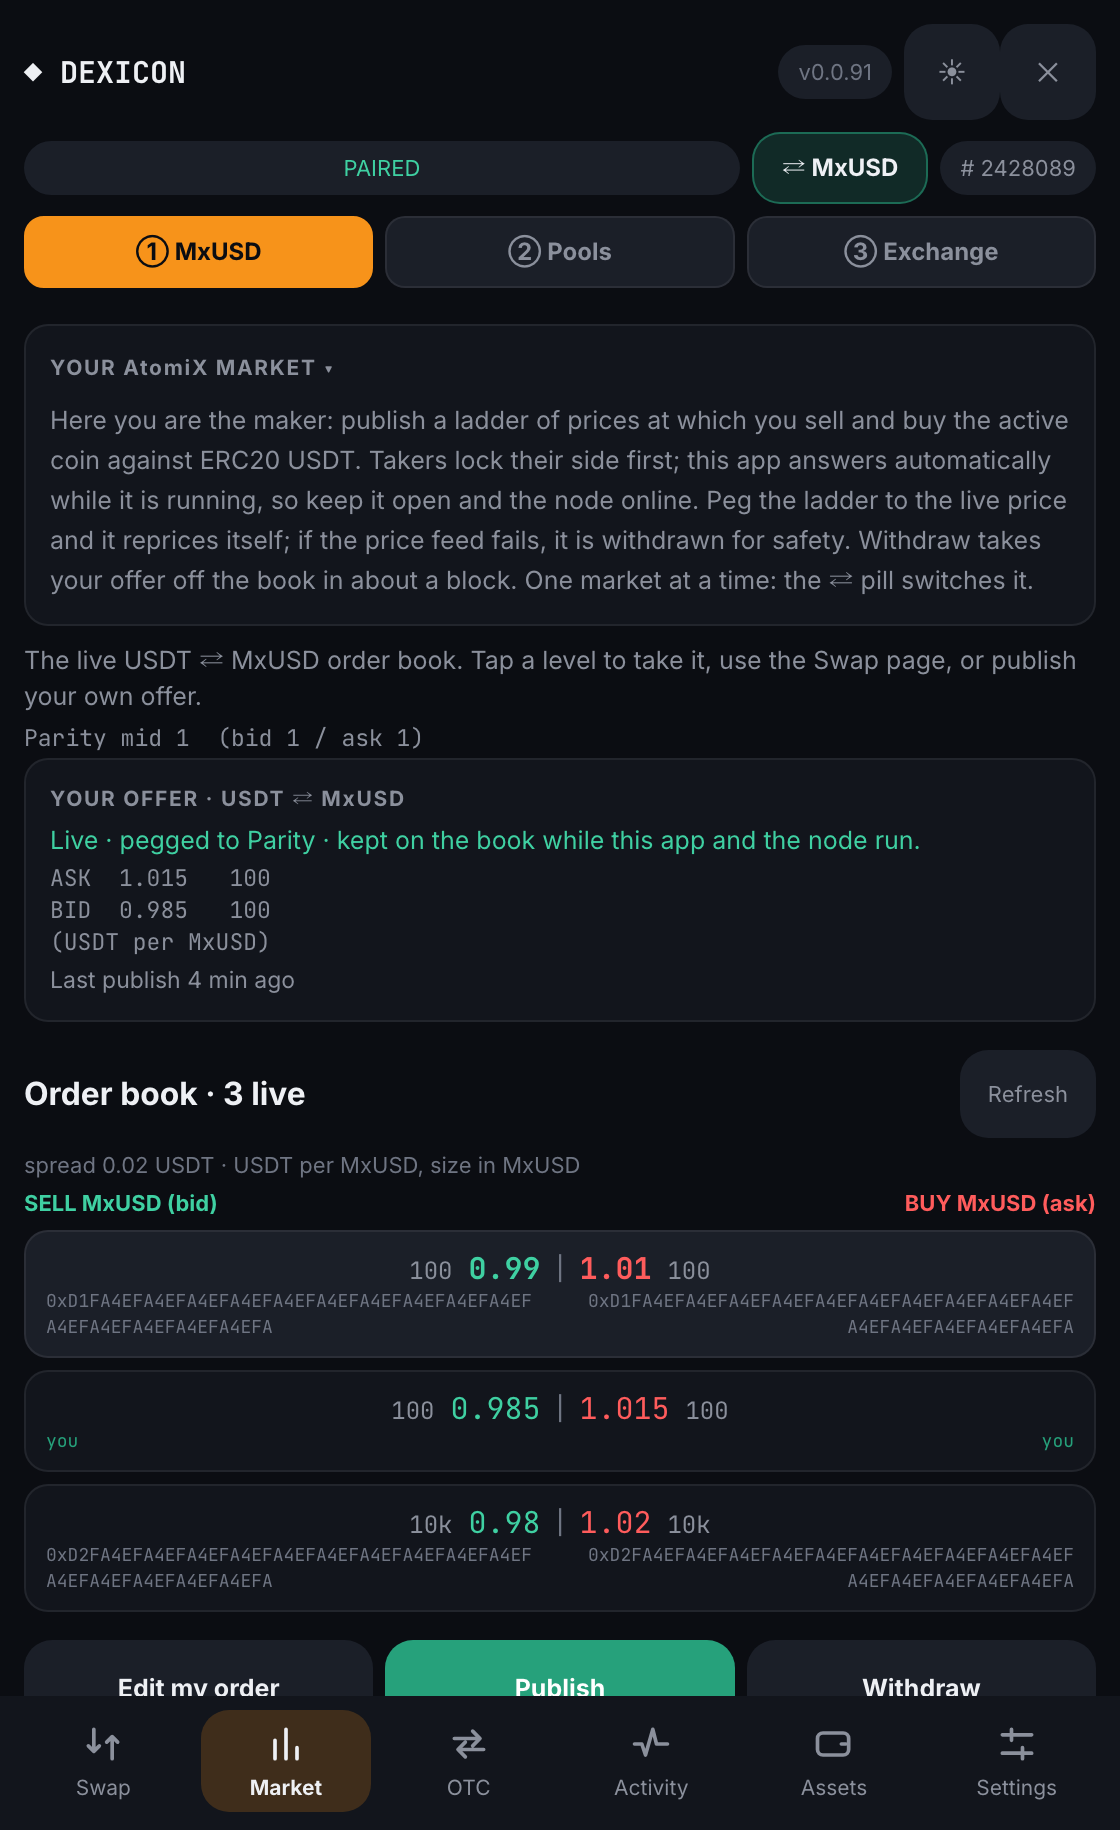 ◆ DEXICON
v0.0.91
PAIRED
⇄ MxUSD
# 2428089
① MxUSD
② Pools
③ Exchange
YOUR AtomiX MARKET ▾
Here you are the maker: publish a ladder of prices at which you sell and buy the active
coin against ERC20 USDT. Takers lock their side first; this app answers automatically
while it is running, so keep it open and the node online. Peg the ladder to the live price
and it reprices itself; if the price feed fails, it is withdrawn for safety. Withdraw takes
your offer off the book in about a block. One market at a time: the ⇄ pill switches it.
The live USDT ⇄ MxUSD order book. Tap a level to take it, use the Swap page, or publish
your own offer.
Parity mid 1  (bid 1 / ask 1)
YOUR OFFER · USDT ⇄ MxUSD
Live · pegged to Parity · kept on the book while this app and the node run.
ASK  1.015   100
BID  0.985   100
(USDT per MxUSD)
Last publish 4 min ago
Order book · 3 live
Refresh
spread 0.02 USDT · USDT per MxUSD, size in MxUSD
SELL MxUSD (bid)
BUY MxUSD (ask)
100 0.99 | 1.01 100
0xD1FA4EFA4EFA4EFA4EFA4EFA4EFA4EFA4EFA4EFA4EF
A4EFA4EFA4EFA4EFA4EFA
0xD1FA4EFA4EFA4EFA4EFA4EFA4EFA4EFA4EFA4EFA4EF
A4EFA4EFA4EFA4EFA4EFA
100 0.985 | 1.015 100
you
you
10k 0.98 | 1.02 10k
0xD2FA4EFA4EFA4EFA4EFA4EFA4EFA4EFA4EFA4EFA4EF
A4EFA4EFA4EFA4EFA4EFA
0xD2FA4EFA4EFA4EFA4EFA4EFA4EFA4EFA4EFA4EFA4EF
A4EFA4EFA4EFA4EFA4EFA
Edit my order
Publish
Withdraw
Swap
Market
OTC
Activity
Assets
Settings